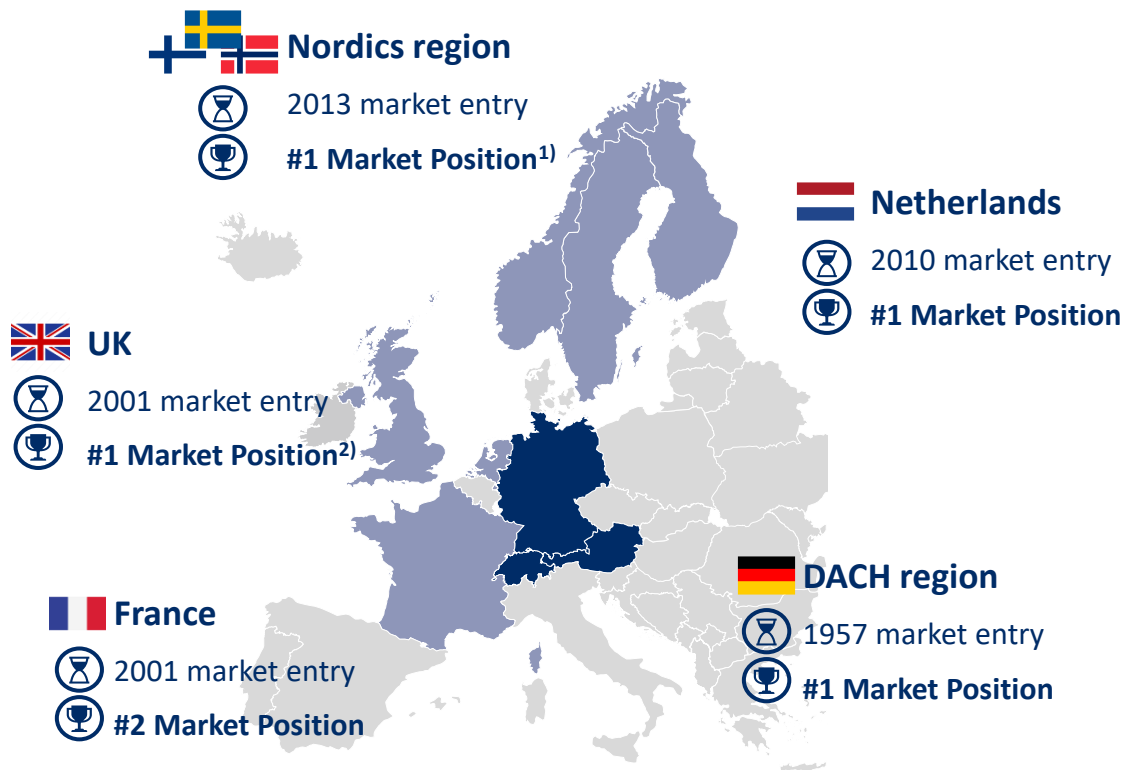 Nordics region
2013 market entry
#1 Market Position1)
Netherlands
2010 market entry
#1 Market Position
UK
2001 market entry
#1 Market Position2)
DACH region
1957 market entry
#1 Market Position
France
2001 market entry
#2 Market Position